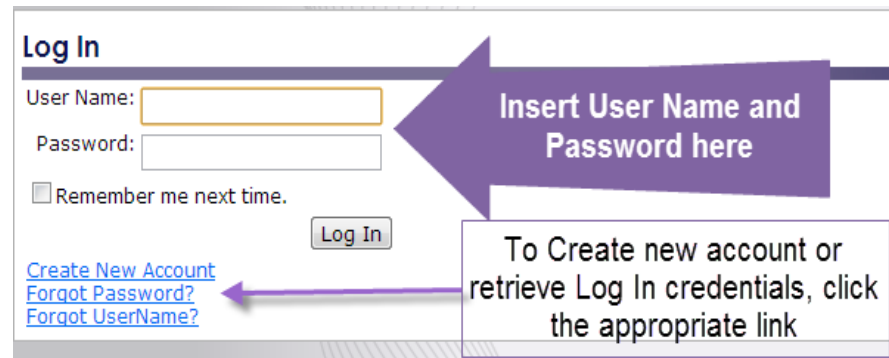 Log In
User Name:
Insert User Name and
Password here
Password:
Remember me next time.
Log In
Create New Account
Forgot Password?
Forgot UserName?
To Create new account or
retrieve Log In credentials, click
the appropriate link